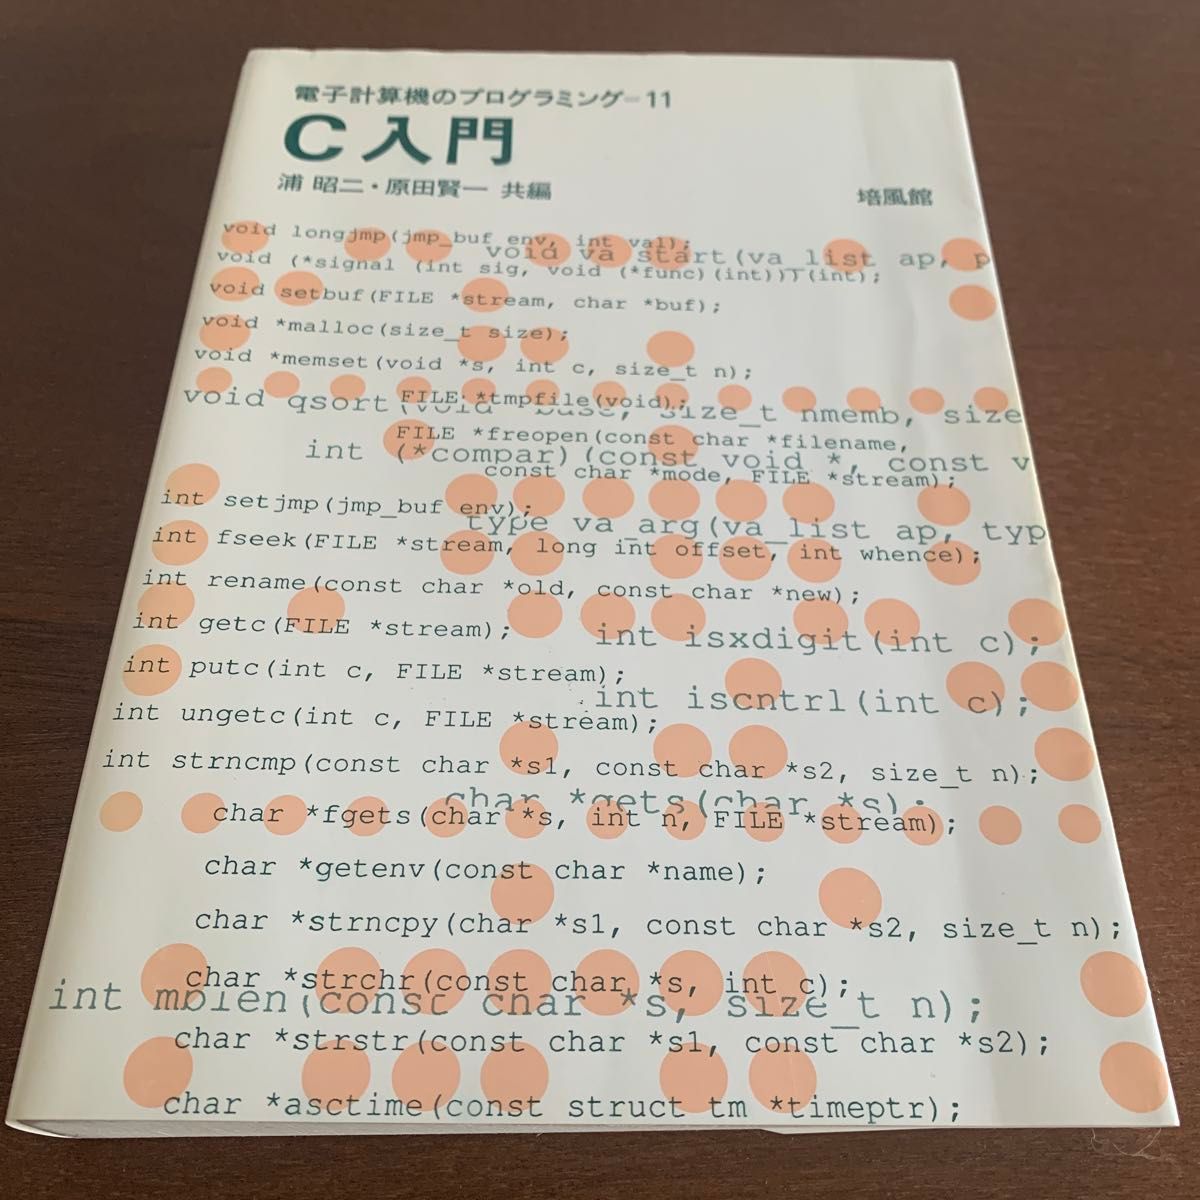 電子計算機のプログラミング=11
C入門
浦 昭二・原田賢一 共編
培風館
void longjmp(jmp_buf env, int val);
void va_start(va_list ap, p
void (*signal (int sig, void (*func)(int)))(int);
void setbuf(FILE *stream, char *buf);
void *malloc(size_t size);
void *memset(void *s, int c, size_t n);
FILE *tmpfile(void);
void qsort(void *base, size_t nmemb, size
FILE *freopen(const char *filename,
int (*compar)(const void *, const v
const char *mode, FILE *stream);
int setjmp(jmp_buf env);
type va_arg(va_list ap, typ
int fseek(FILE *stream, long int offset, int whence);
int rename(const char *old, const char *new);
int getc(FILE *stream);
int isxdigit(int c);
int putc(int c, FILE *stream);
int iscntrl(int c);
int ungetc(int c, FILE *stream);
int strncmp(const char *s1, const char *s2, size_t n);
char *gets(char *s);
char *fgets(char *s, int n, FILE *stream);
char *getenv(const char *name);
char *strncpy(char *s1, const char *s2, size_t n);
char *strchr(const char *s, int c);
int mblen(const char *s, size_t n);
char *strstr(const char *s1, const char *s2);
char *asctime(const struct tm *timeptr);